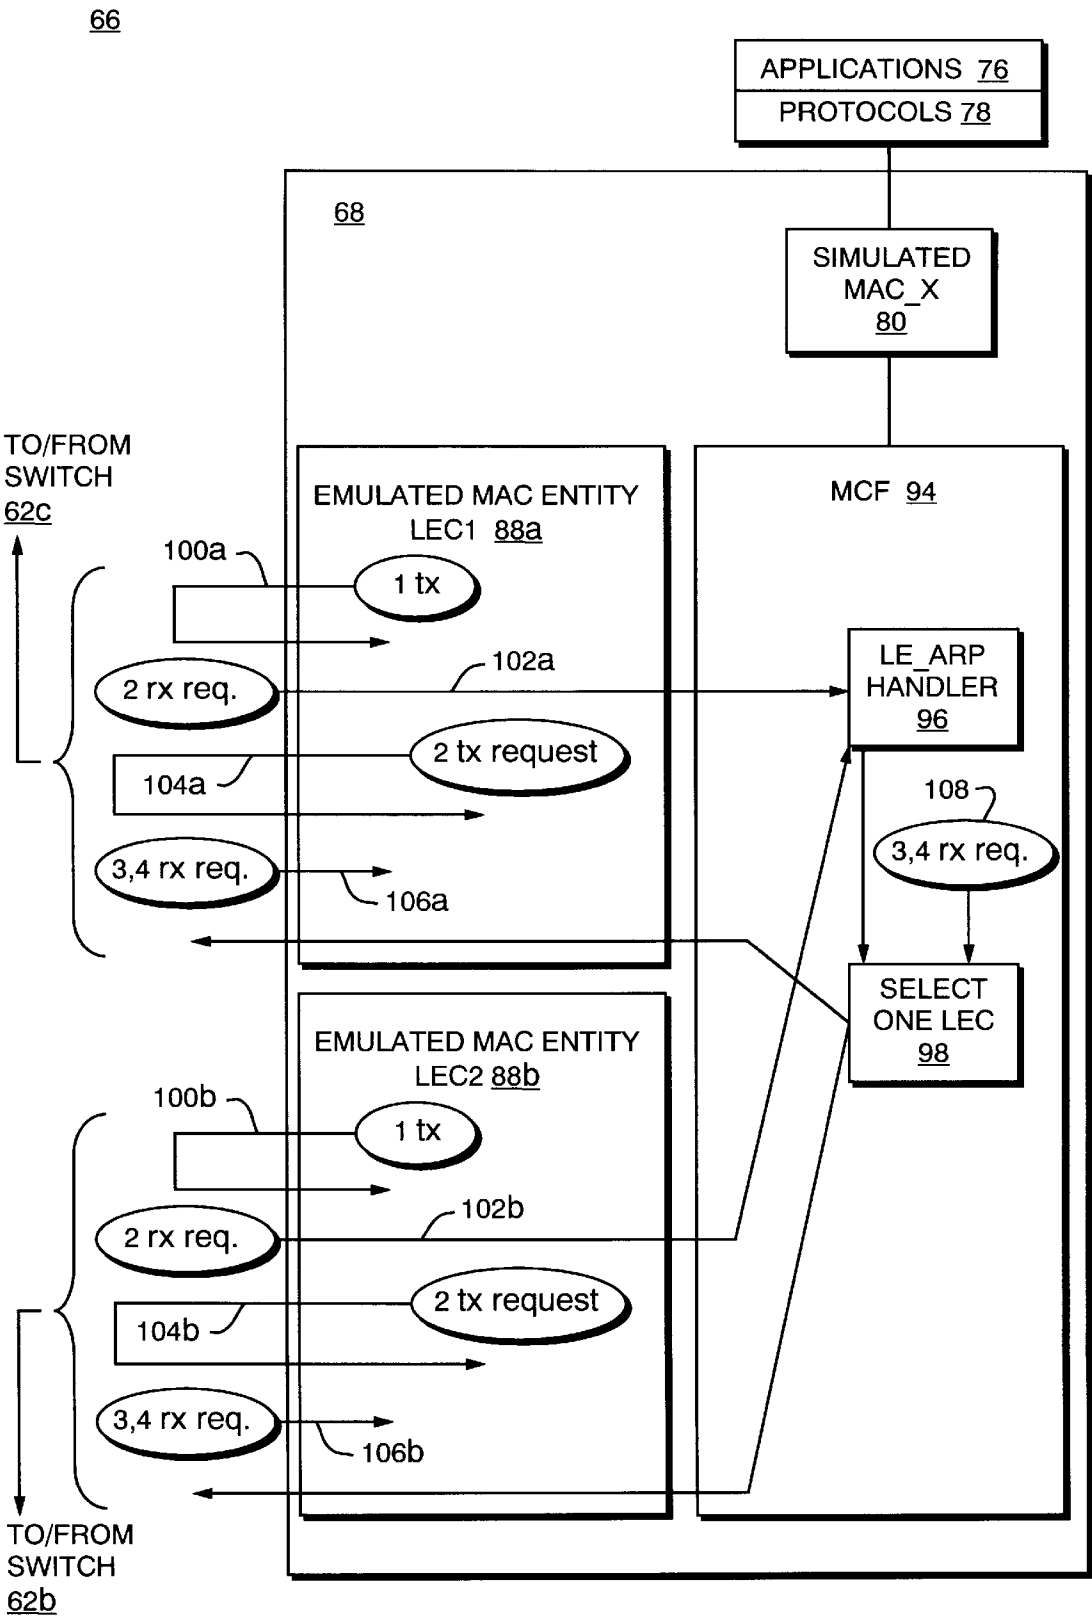 66
APPLICATIONS 76
PROTOCOLS 78
68
SIMULATED
MAC_X
80
TO/FROM
SWITCH
62c
EMULATED MAC ENTITY
LEC1 88a
MCF 94
100a
1 tx
102a
2 rx req.
LE_ARP
HANDLER
96
2 tx request
104a
108
3,4 rx req.
3,4 rx req.
106a
SELECT
ONE LEC
98
EMULATED MAC ENTITY
LEC2 88b
100b
1 tx
102b
2 rx req.
2 tx request
104b
3,4 rx req.
106b
TO/FROM
SWITCH
62b